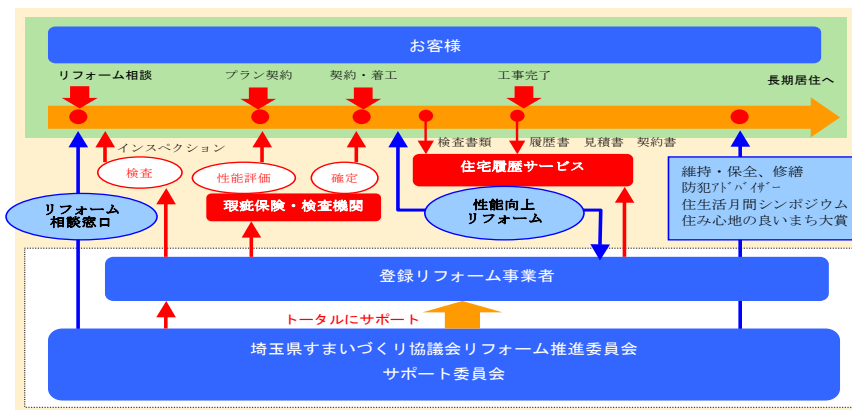 お客様
リフォーム相談
プラン契約
契約・着工
工事完了
長期居住へ
インスペクション
検査書類
履歴書 見積書 契約書
検査
性能評価
確定
住宅履歴サービス
維持・保全、修繕
防犯ｱﾄﾞﾊﾞｲｻﾞｰ
住生活月間シンポジウム
住み心地の良いまち大賞
リフォーム
相談窓口
瑕疵保険・検査機関
性能向上
リフォーム
登録リフォーム事業者
トータルにサポート
埼玉県すまいづくり協議会リフォーム推進委員会
サポート委員会